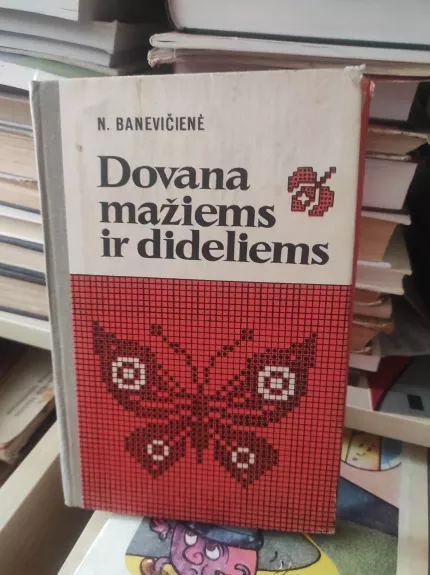 N. BANEVIČIENĖ
Dovana
mažiems
ir dideliems